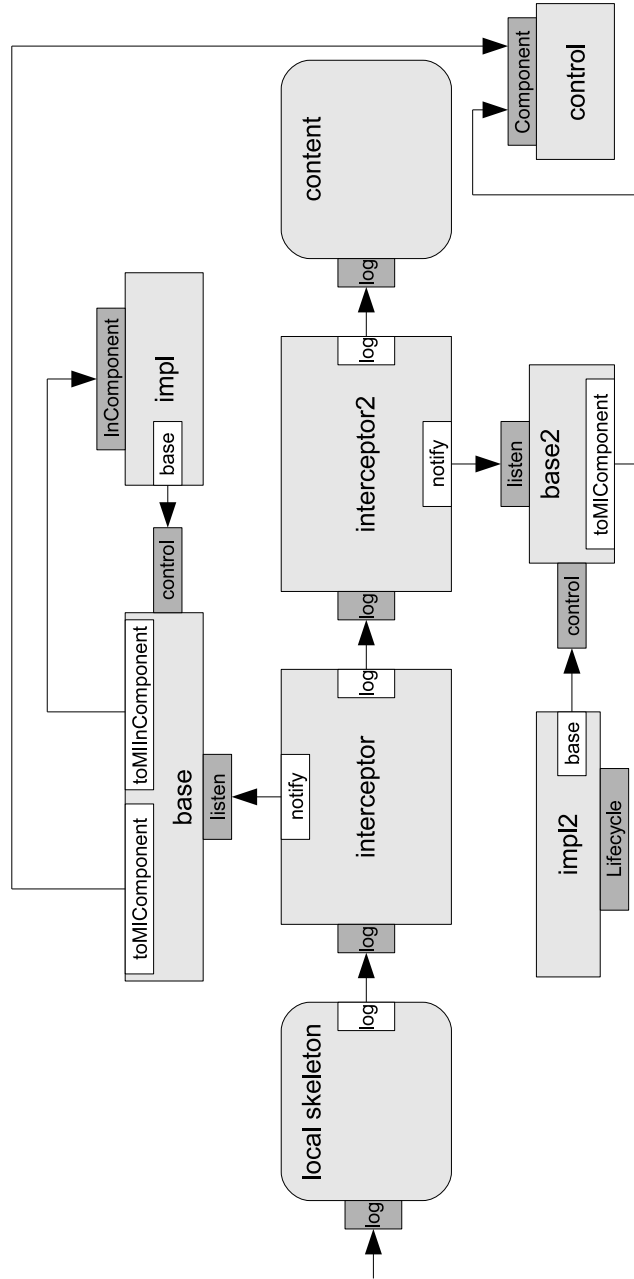 InComponent
toMIComponent
toMIInComponent
control
base
impl
base
listen
notify
local skeleton
content
interceptor
interceptor2
log
log
log
log
log
log
log
notify
listen
Component
base2
control
impl2
base
control
toMIComponent
Lifecycle